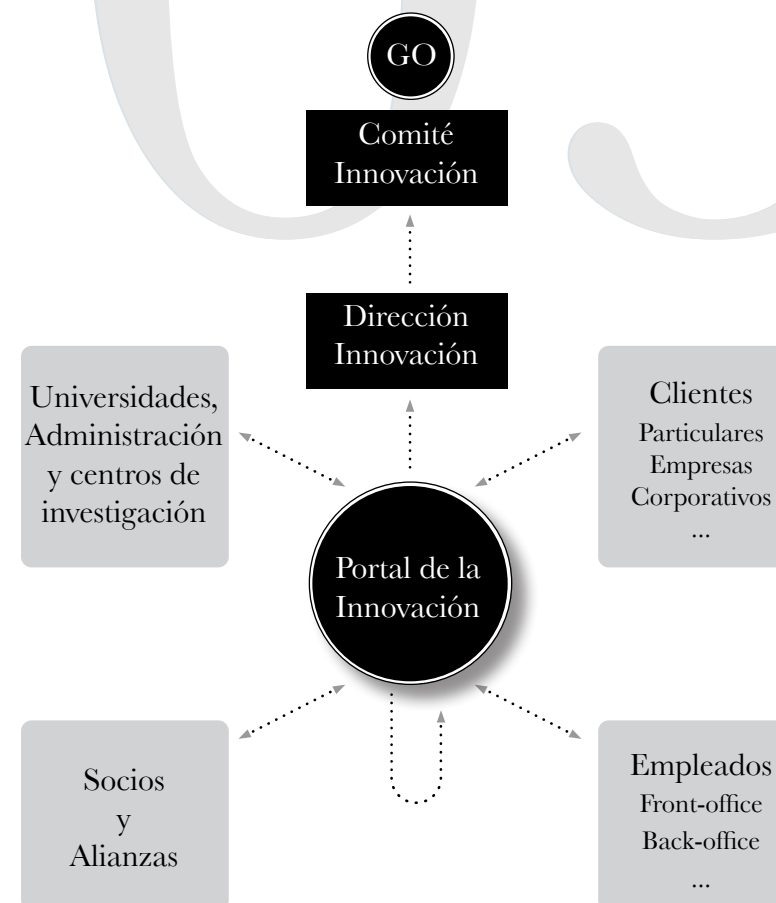 GO
Comité
Innovación
Dirección
Innovación
Universidades,
Administración
y centros de
investigación
Clientes
Particulares
Empresas
Corporativos
...
Portal de la
Innovación
Socios
y
Alianzas
Empleados
Front-office
Back-office
...